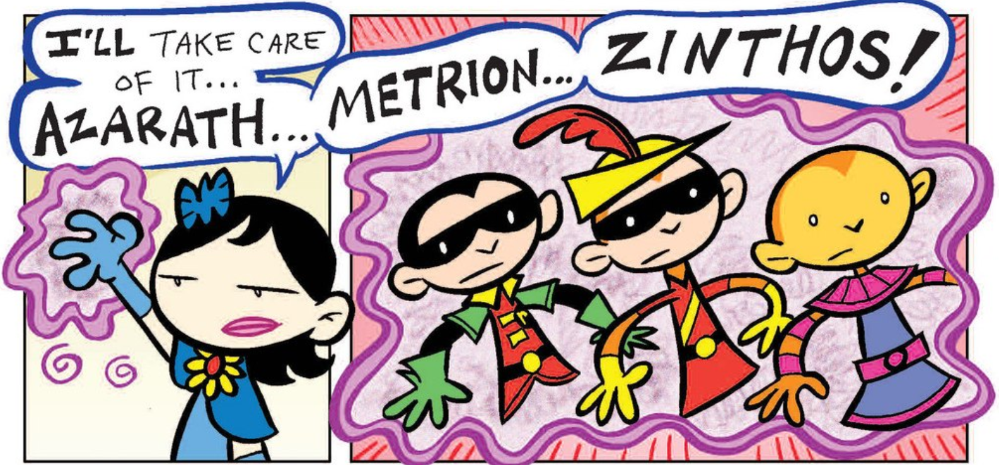 I'LL TAKE CARE
OF IT...
AZARATH...
METRION...
ZINTHOS!